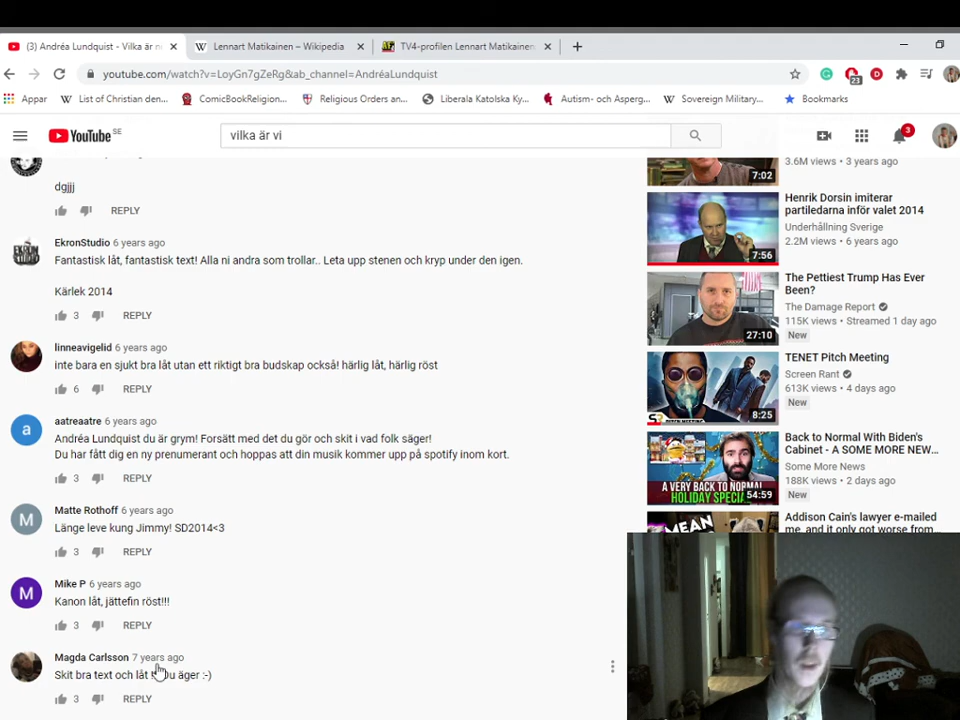 (3) Andréa Lundquist - Vilka är ni
Lennart Matikainen – Wikipedia
TV4-profilen Lennart Matikainen
youtube.com/watch?v=LoyGn7gZeRg&ab_channel=AndréaLundquist
23
Appar
List of Christian den...
ComicBookReligion...
Religious Orders an...
Liberala Katolska Ky...
Autism- och Asperg...
Sovereign Military...
Bookmarks
YouTube SE
vilka är vi
3
dgjjj
REPLY
EkronStudio 6 years ago
Fantastisk låt, fantastisk text! Alla ni andra som trollar.. Leta upp stenen och kryp under den igen.
Kärlek 2014
3 REPLY
linneavigelid 6 years ago
inte bara en sjukt bra låt utan ett riktigt bra budskap också! härlig låt, härlig röst
6 REPLY
a
aatreaatre 6 years ago
Andréa Lundquist du är grym! Forsätt med det du gör och skit i vad folk säger!
Du har fått dig en ny prenumerant och hoppas att din musik kommer upp på spotify inom kort.
3 REPLY
M
Matte Rothoff 6 years ago
Länge leve kung Jimmy! SD2014<3
3 REPLY
M
Mike P 6 years ago
Kanon låt, jättefin röst!!!
3 REPLY
Magda Carlsson 7 years ago
Skit bra text och låt Du äger :-)
3 REPLY
7:02
3.6M views • 3 years ago
7:56
Henrik Dorsin imiterar
partiledarna inför valet 2014
Underhållning Sverige
2.2M views • 6 years ago
27:10
The Pettiest Trump Has Ever
Been?
The Damage Report
115K views • Streamed 1 day ago
New
8:25
TENET Pitch Meeting
Screen Rant
613K views • 4 days ago
New
A VERY BACK TO NORMAL
HOLIDAY SPECIAL
54:59
Back to Normal With Biden's
Cabinet - A SOME MORE NEW...
Some More News
188K views • 2 days ago
New
MEAN
Addison Cain's lawyer e-mailed
me, and it only got worse from